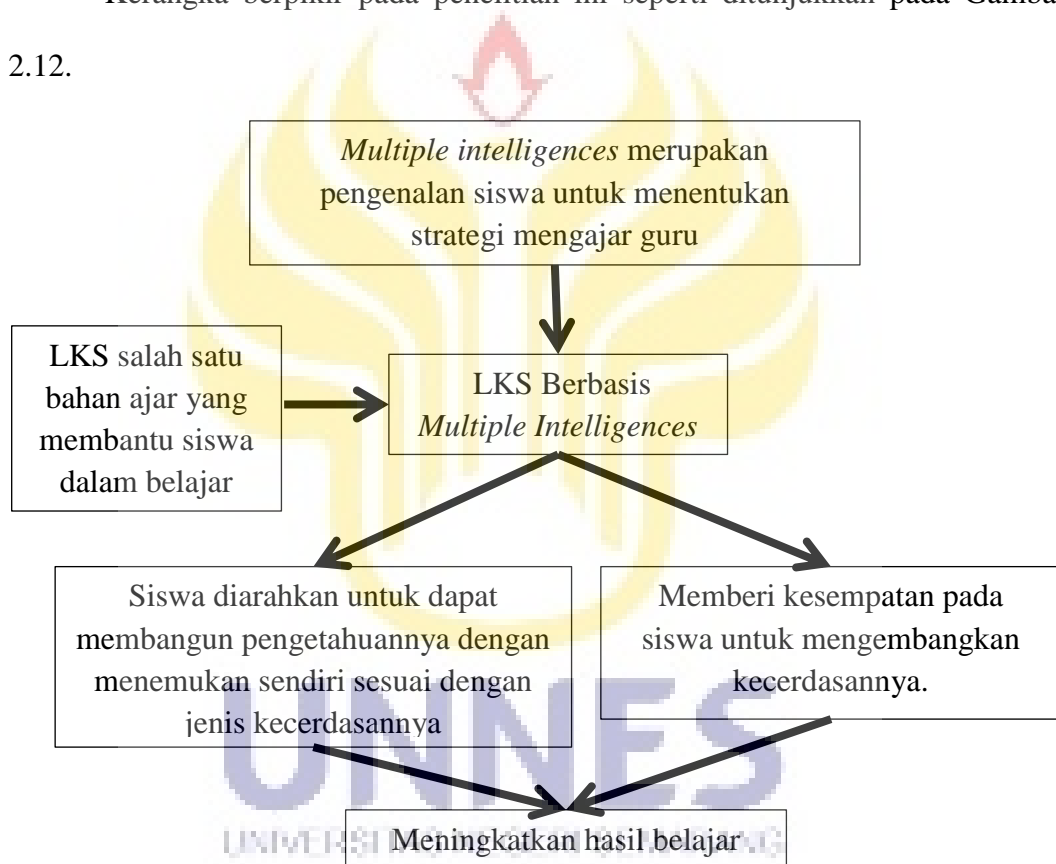 Kerangka berpikir pada penelitian ini seperti ditunjukkan pada Gambar
2.12.
Multiple intelligences merupakan
pengenalan siswa untuk menentukan
strategi mengajar guru
LKS salah satu
bahan ajar yang
membantu siswa
dalam belajar
LKS Berbasis
Multiple Intelligences
Siswa diarahkan untuk dapat
membangun pengetahuannya dengan
menemukan sendiri sesuai dengan
jenis kecerdasannya
Memberi kesempatan pada
siswa untuk mengembangkan
kecerdasannya.
UNNES
Meningkatkan hasil belajar